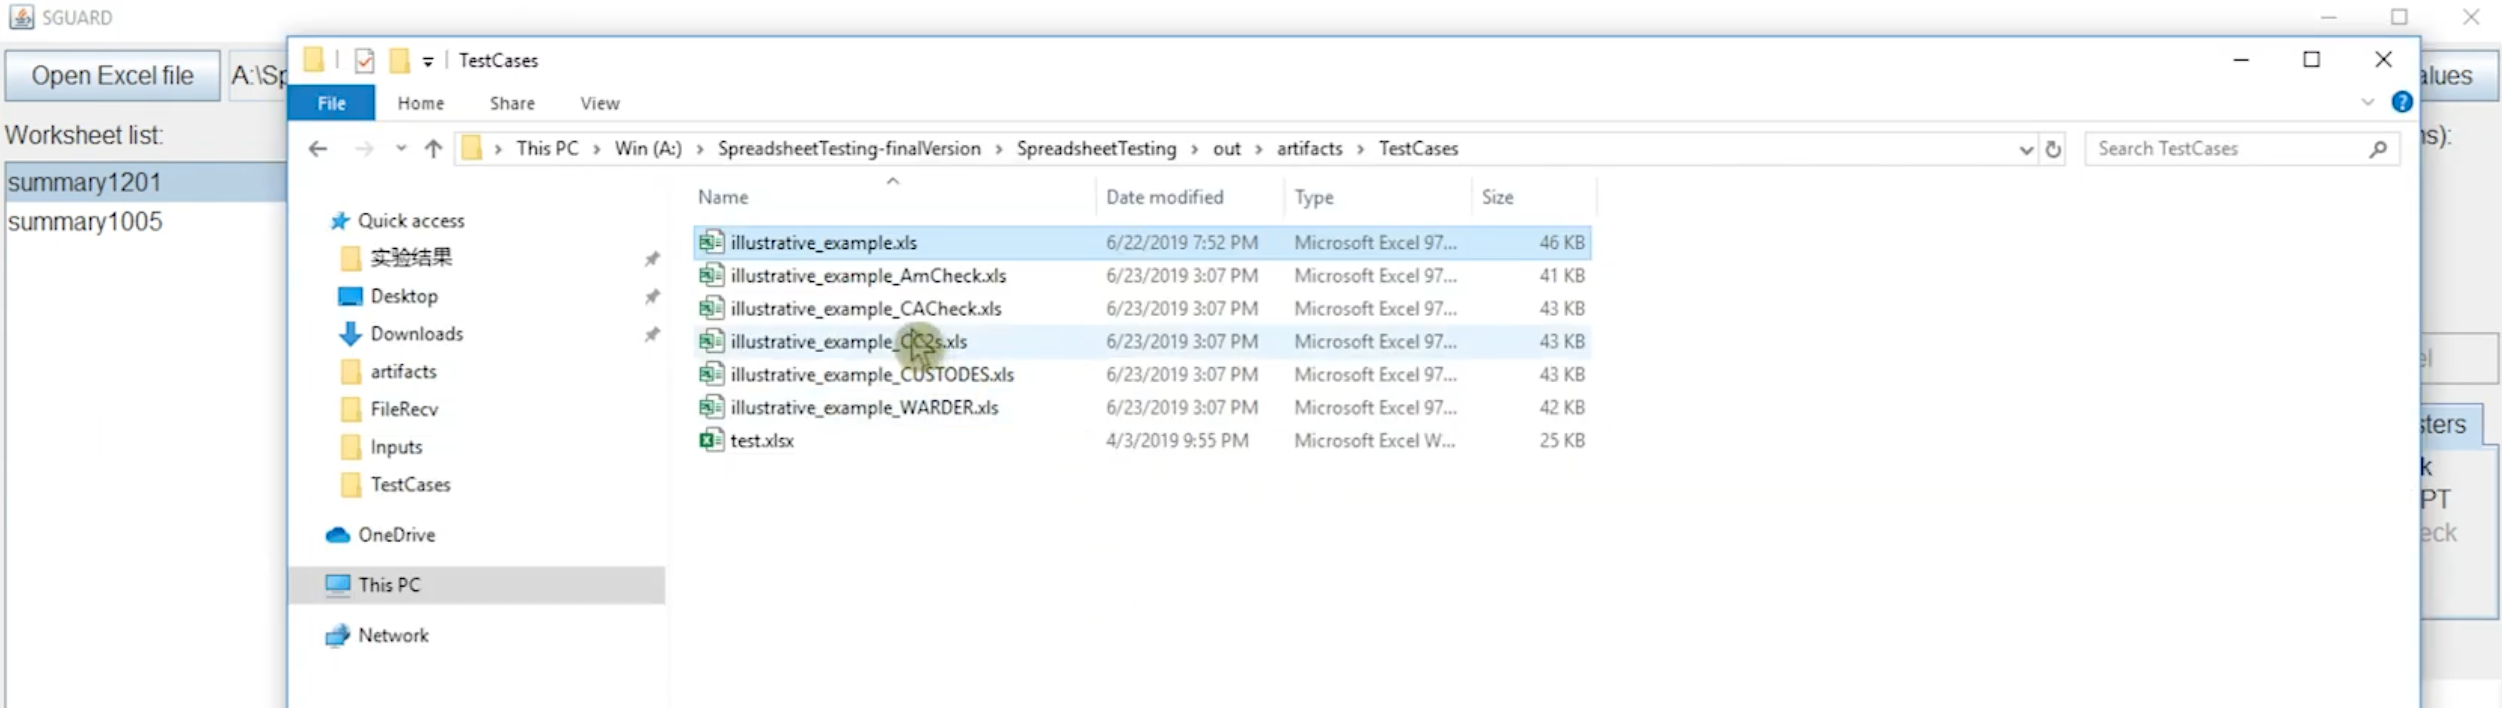 SGUARD
Open Excel file A:\Sp alues
TestCases
File Home Share View
This PC Win (A:) SpreadsheetTesting-finalVersion SpreadsheetTesting out artifacts TestCases
Search TestCases
Worksheet list: ns):
summary1201
summary1005
Name Date modified Type Size
Quick access
实验结果
Desktop
Downloads
artifacts
FileRecv
Inputs
TestCases
OneDrive
This PC
Network
illustrative_example.xls 6/22/2019 7:52 PM Microsoft Excel 97... 46 KB
illustrative_example_AmCheck.xls 6/23/2019 3:07 PM Microsoft Excel 97... 41 KB
illustrative_example_CACheck.xls 6/23/2019 3:07 PM Microsoft Excel 97... 43 KB
illustrative_example_CC2s.xls 6/23/2019 3:07 PM Microsoft Excel 97... 43 KB
illustrative_example_CUSTODES.xls 6/23/2019 3:07 PM Microsoft Excel 97... 43 KB
illustrative_example_WARDER.xls 6/23/2019 3:07 PM Microsoft Excel 97... 42 KB
test.xlsx 4/3/2019 9:55 PM Microsoft Excel W... 25 KB
el
sters
k
PT
eck